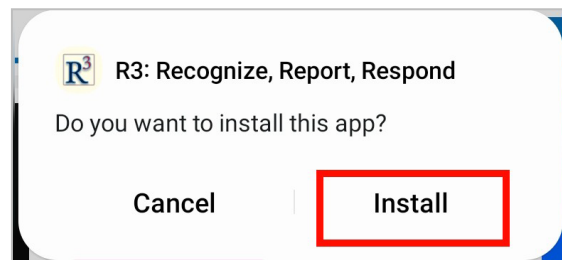 R3
R3: Recognize, Report, Respond
Do you want to install this app?
Cancel
Install